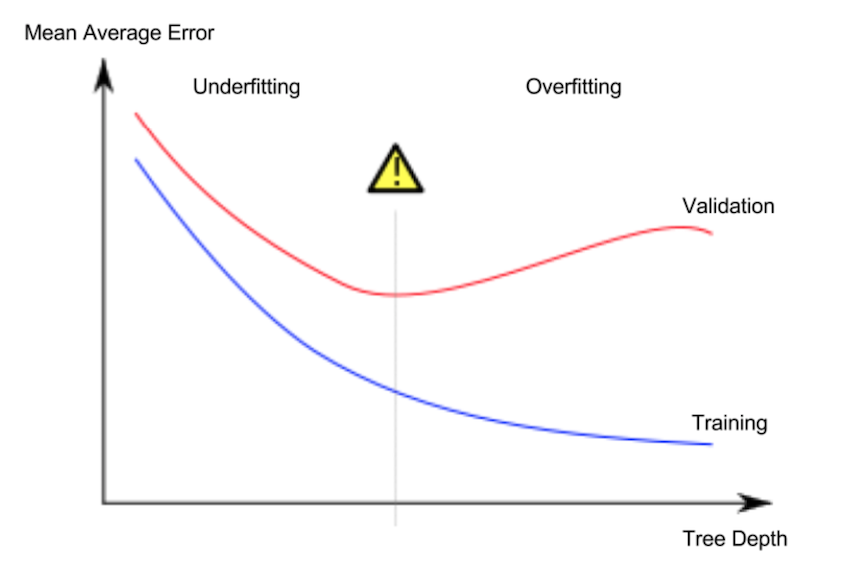 Mean Average Error
Underfitting
Overfitting
!
Validation
Training
Tree Depth